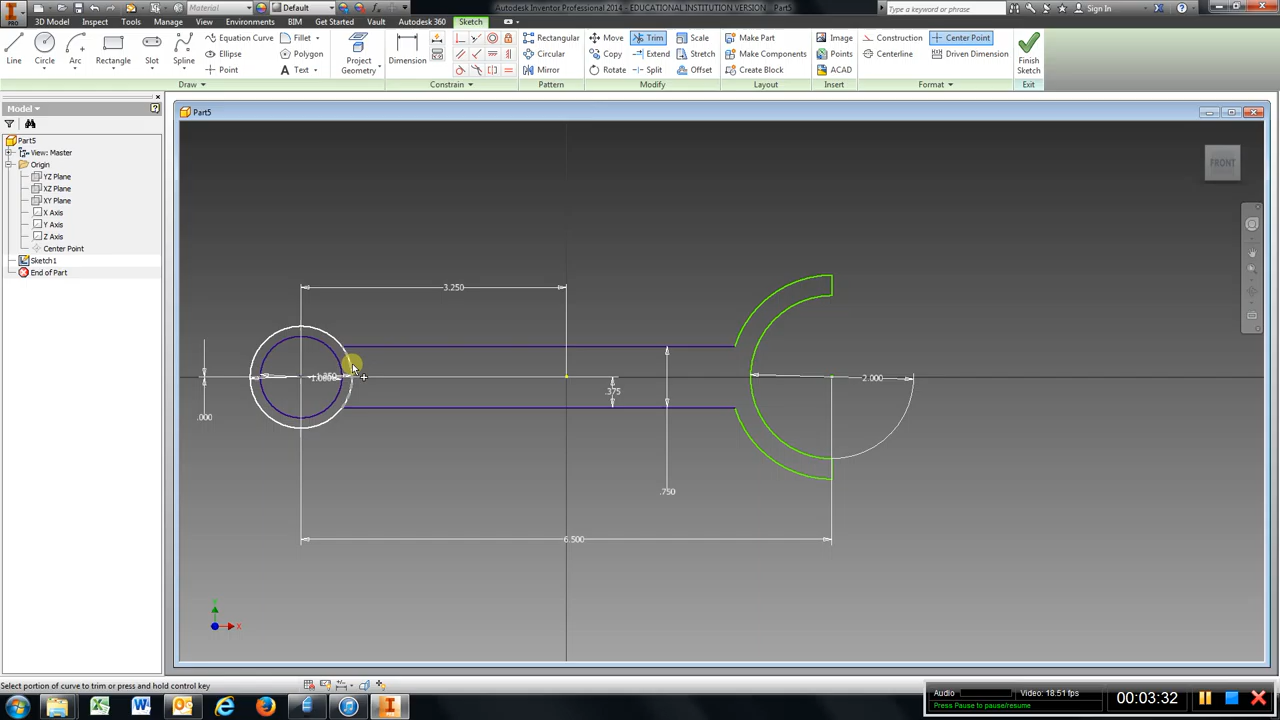 PRO
Material
Default
Autodesk Inventor Professional 2014 - EDUCATIONAL INSTITUTION VERSION Part5
Type a keyword or phrase
Sign In
3D Model Inspect Tools Manage View Environments BIM Get Started Vault Autodesk 360 Sketch
Line Circle Arc Rectangle Slot Spline
Equation Curve
Ellipse
Point
Fillet
Polygon
Text
Draw
Project
Geometry
Dimension
Constrain
Rectangular
Circular
Mirror
Pattern
Move
Copy
Rotate
Trim
Extend
Split
Scale
Stretch
Offset
Modify
Make Part
Make Components
Create Block
Layout
Image
Points
ACAD
Insert
Construction
Centerline
Center Point
Driven Dimension
Format
Finish
Sketch
Exit
Model
Part5
View: Master
Origin
YZ Plane
XZ Plane
XY Plane
X Axis
Y Axis
Z Axis
Center Point
Sketch1
End of Part
Part5
FRONT
3.250
.000
.375
2.000
.750
6.500
X
Select portion of curve to trim or press and hold control key
Audio
Video: 18.51 fps
Press Pause to pause/resume
00:03:32